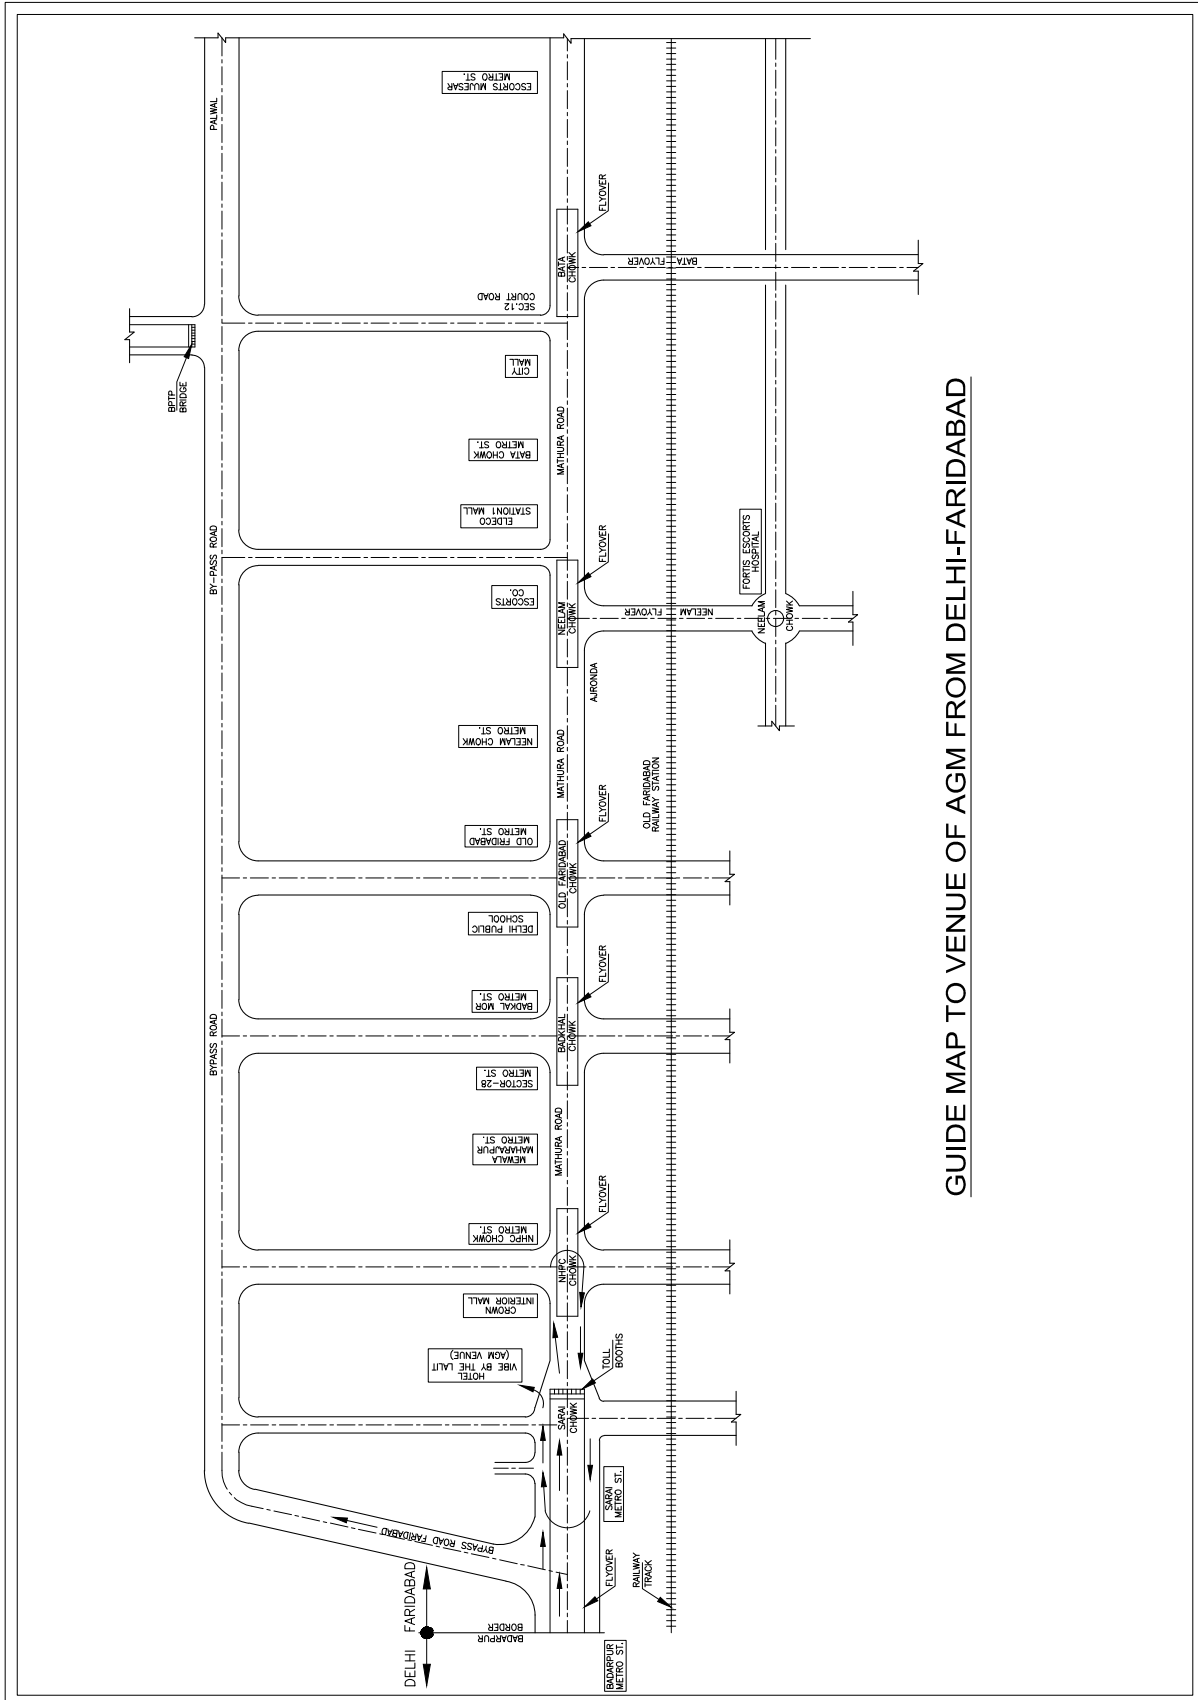 GUIDE MAP TO VENUE OF AGM FROM DELHI-FARIDABAD
DELHI
FARIDABAD
BADARPUR
BORDER
BADARPUR
METRO ST.
BYPASS ROAD FARIDABAD
FLYOVER
RAILWAY
TRACK
SARAI
METRO ST.
SARAI
CHOWK
TOLL
BOOTHS
HOTEL
VIBE BY THE LALIT
(AGM VENUE)
CROWN
INTERIOR MALL
NHPC
CHOWK
FLYOVER
NHPC CHOWK
METRO ST.
MEWALA
MAHARAJPUR
METRO ST.
MATHURA ROAD
SECTOR-28
METRO ST.
BYPASS ROAD
BADKHAL
CHOWK
FLYOVER
BADKAL MOR
METRO ST.
DELHI PUBLIC
SCHOOL
OLD FARIDABAD
CHOWK
FLYOVER
OLD FRIDABAD
METRO ST.
OLD FARIDABAD
RAILWAY STATION
NEELAM CHOWK
METRO ST.
MATHURA ROAD
AJRONDA
NEELAM
CHOWK
FLYOVER
NEELAM
FLYOVER
NEELAM
CHOWK
FORTIS ESCORTS
HOSPITAL
ESCORTS
CO.
BY-PASS ROAD
ELDECO
STATION1 MALL
BATA CHOWK
METRO ST.
MATHURA ROAD
CITY
MALL
BPTP
BRIDGE
SEC.12
COURT ROAD
BATA
CHOWK
FLYOVER
BATA
FLYOVER
PALWAL
ESCORTS MUJESAR
METRO ST.